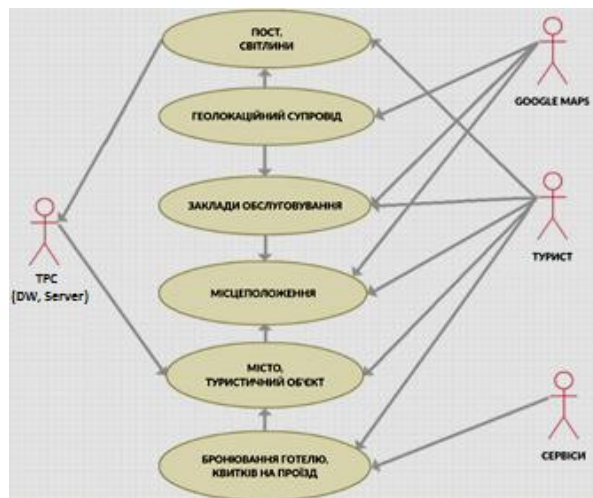 ПОСТ,
СВІТЛИНИ
GOOGLE MAPS
ГЕОЛОКАЦІЙНИЙ СУПРОВІД
ЗАКЛАДИ ОБСЛУГОВУВАННЯ
ТУРИСТ
ТРС
(DW, Server)
МІСЦЕПОЛОЖЕННЯ
МІСТО,
ТУРИСТИЧНИЙ ОБ'ЄКТ
БРОНЮВАННЯ ГОТЕЛЮ,
КВИТКІВ НА ПРОЇЗД
СЕРВІСИ